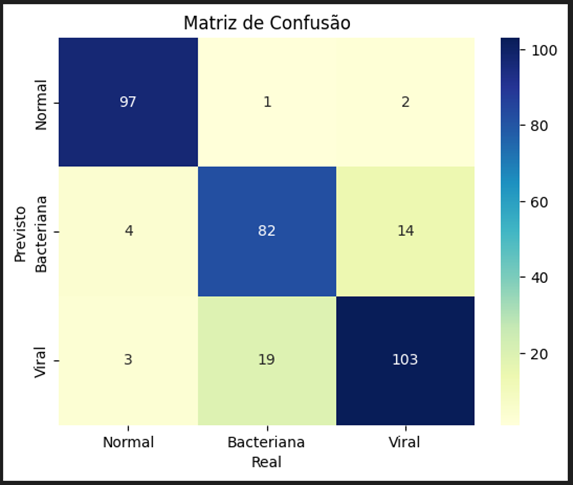 Matriz de Confusão
Previsto
Normal
97
1
2
Bacteriana
4
82
14
Viral
3
19
103
Normal
Bacteriana
Viral
Real
100
80
60
40
20